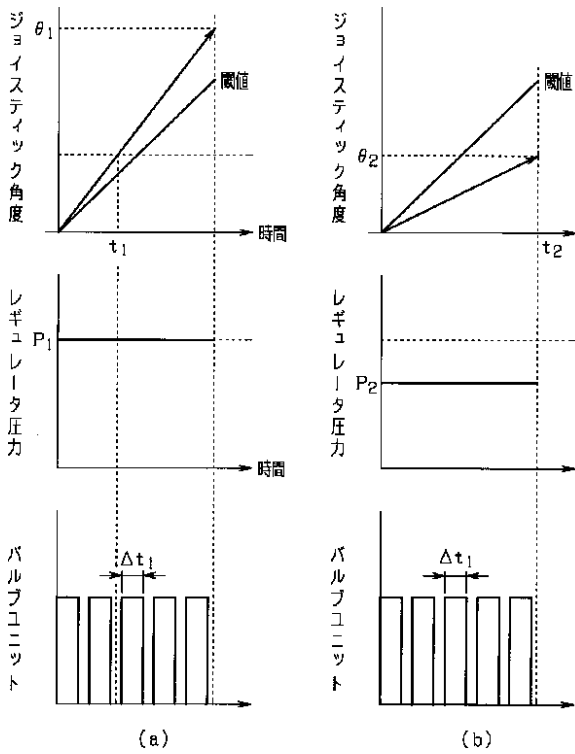 ジョイスティック角度
θ1
閾値
t1
時間
レギュレータ圧力
P1
時間
バルブユニット
Δt1
(a)
ジョイスティック角度
閾値
θ2
t2
レギュレータ圧力
P2
バルブユニット
Δt1
(b)